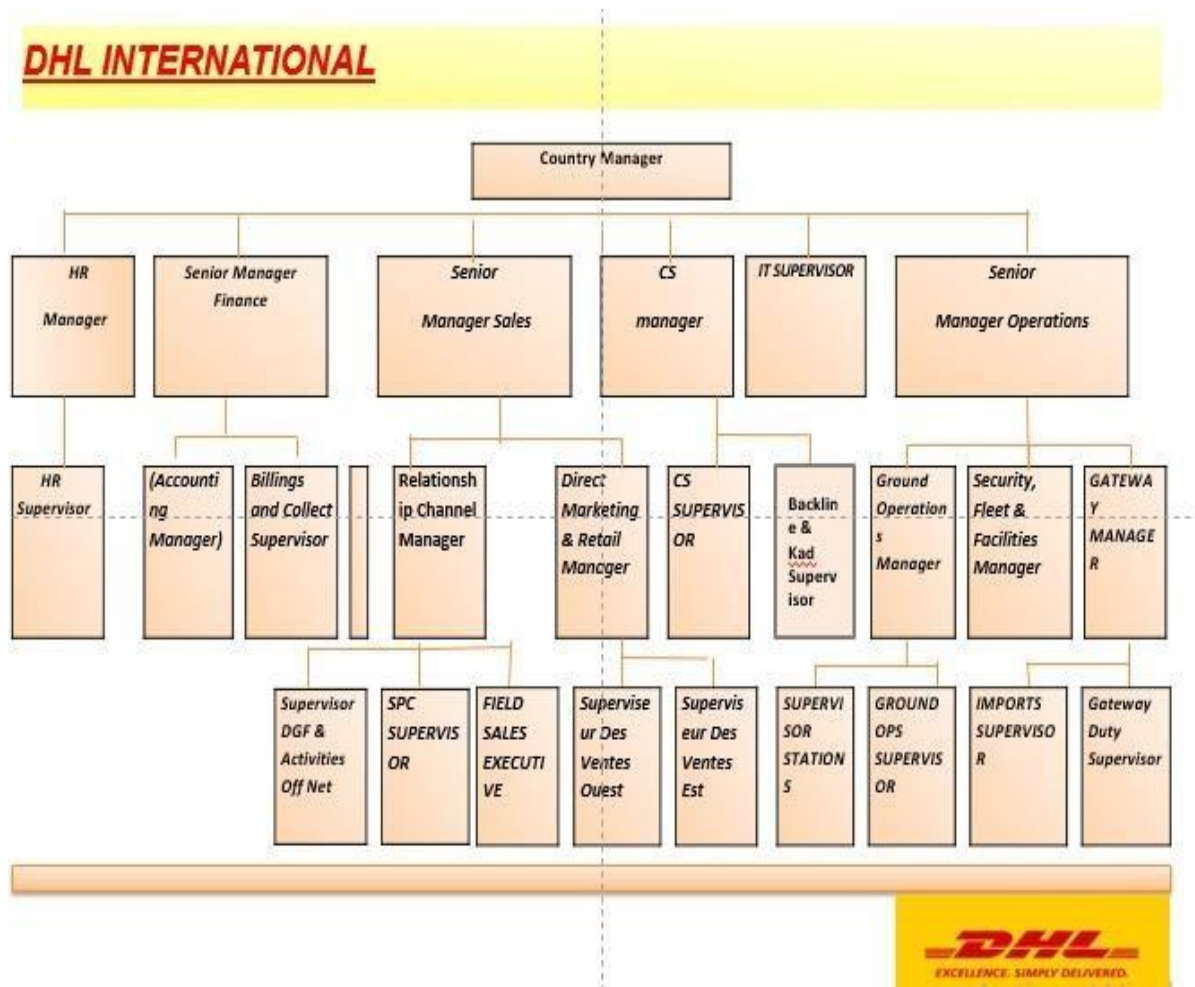 DHL INTERNATIONAL
Country Manager
HR
Manager
Senior Manager
Finance
Senior
Manager Sales
CS
manager
IT SUPERVISOR
Senior
Manager Operations
HR
Supervisor
(Accounti
ng
Manager)
Billings
and Collect
Supervisor
Relationsh
ip Channel
Manager
Direct
Marketing
& Retail
Manager
CS
SUPERVIS
OR
Backlin
e &
Kad
Superv
isor
Ground
Operation
s
Manager
Security,
Fleet &
Facilities
Manager
GATEWA
Y
MANAGE
R
Supervisor
DGF &
Activities
Off Net
SPC
SUPERVIS
OR
FIELD
SALES
EXECUTI
VE
Supervise
ur Des
Ventes
Ouest
Supervis
eur Des
Ventes
Est
SUPERVI
SOR
STATION
S
GROUND
OPS
SUPERVIS
OR
IMPORTS
SUPERVISO
R
Gateway
Duty
Supervisor
DHL
EXCELLENCE. SIMPLY DELIVERED.